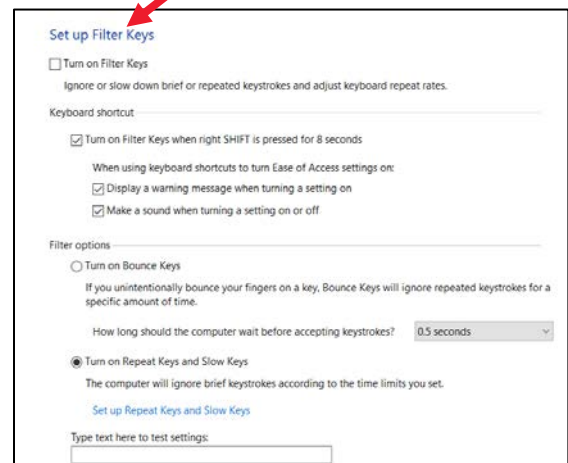 Set up Filter Keys
Turn on Filter Keys
Ignore or slow down brief or repeated keystrokes and adjust keyboard repeat rates.
Keyboard shortcut
Turn on Filter Keys when right SHIFT is pressed for 8 seconds
When using keyboard shortcuts to turn Ease of Access settings on:
Display a warning message when turning a setting on
Make a sound when turning a setting on or off
Filter options
Turn on Bounce Keys
If you unintentionally bounce your fingers on a key, Bounce Keys will ignore repeated keystrokes for a
specific amount of time.
How long should the computer wait before accepting keystrokes? 0.5 seconds
Turn on Repeat Keys and Slow Keys
The computer will ignore brief keystrokes according to the time limits you set.
Set up Repeat Keys and Slow Keys
Type text here to test settings: